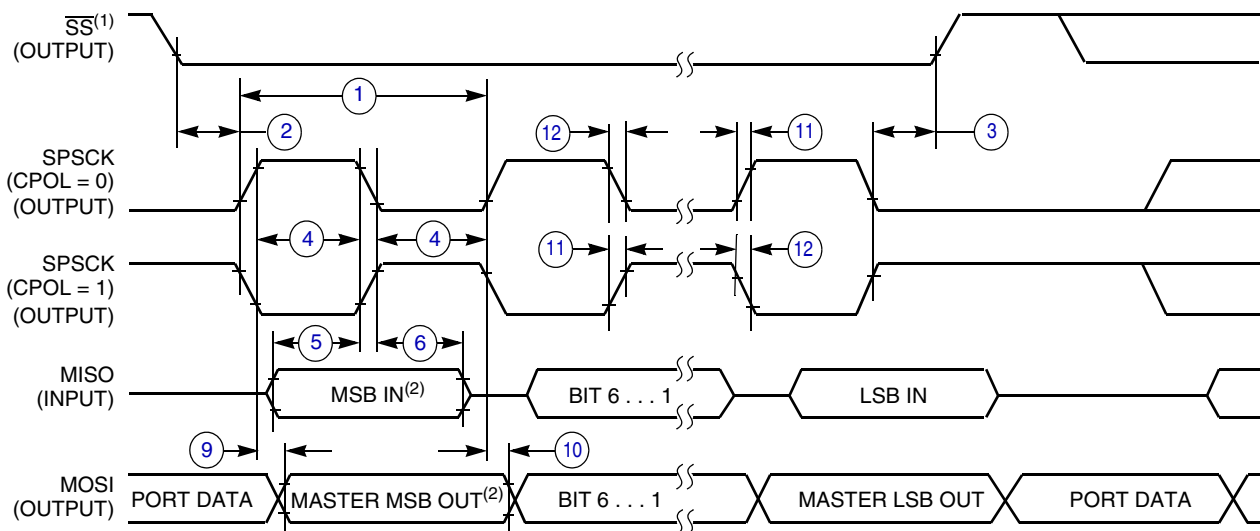 SS(1)
(OUTPUT)
1
2
12
11
3
SPSCK
(CPOL = 0)
(OUTPUT)
4
4
11
12
SPSCK
(CPOL = 1)
(OUTPUT)
5
6
MISO
(INPUT)
MSB IN(2)
BIT 6 . . . 1
LSB IN
9
10
MOSI
(OUTPUT)
PORT DATA
MASTER MSB OUT(2)
BIT 6 . . . 1
MASTER LSB OUT
PORT DATA